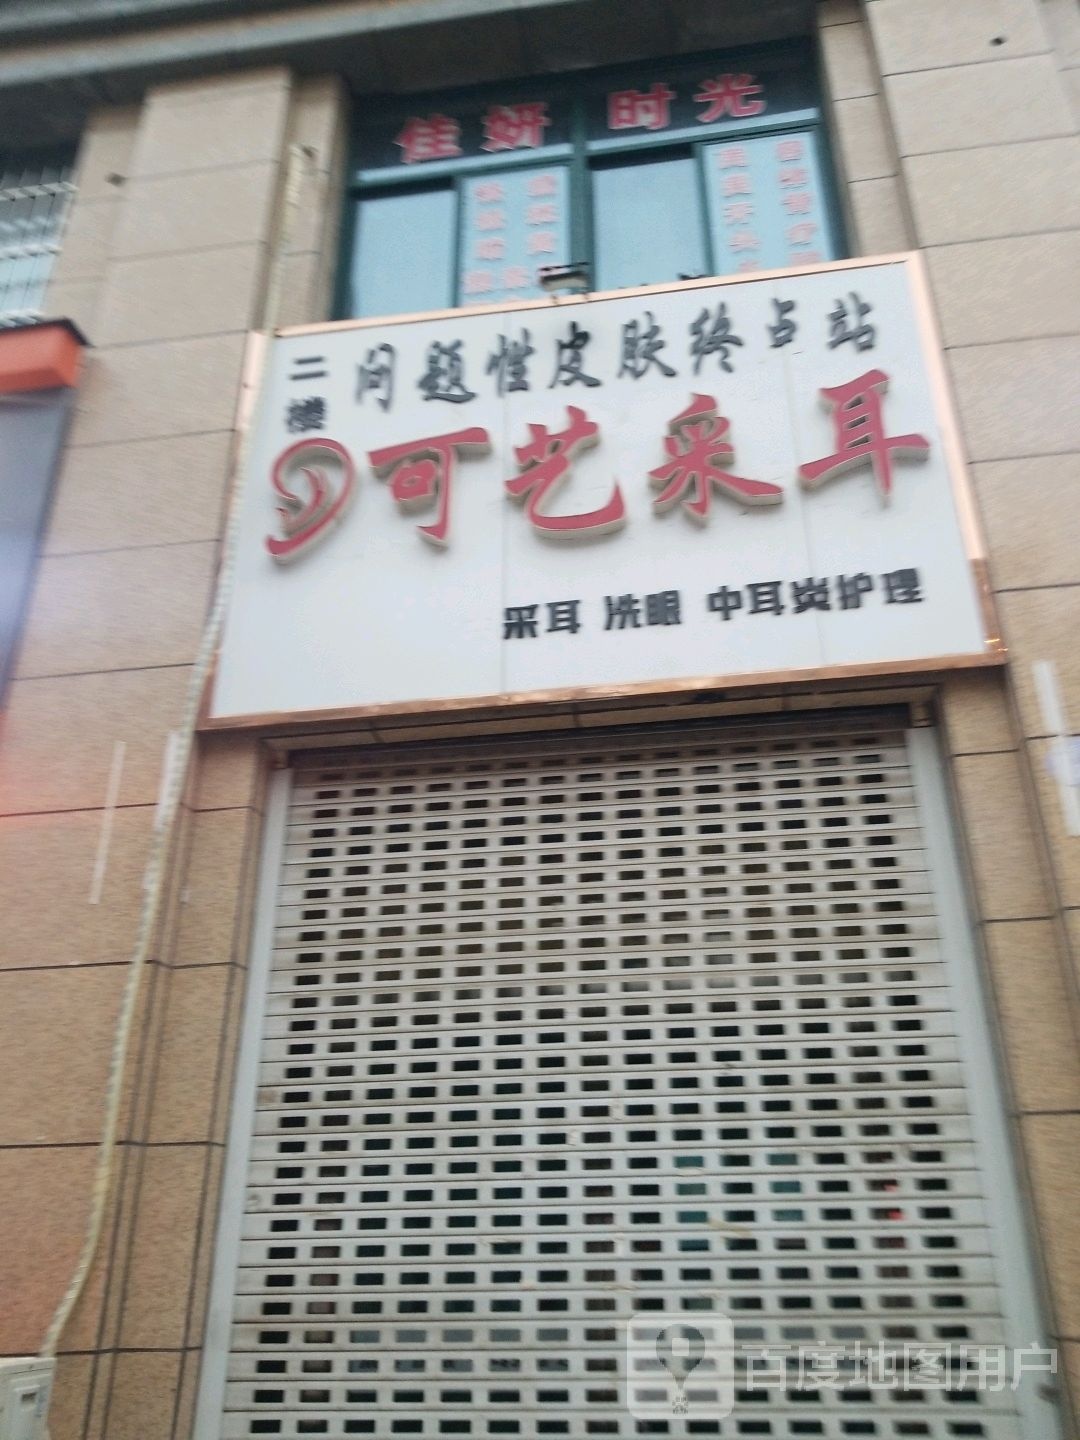 佳妍 时光
二楼
问题性皮肤终占站
可艺采耳
采耳 洗眼 中耳炎护理
百度地图用户